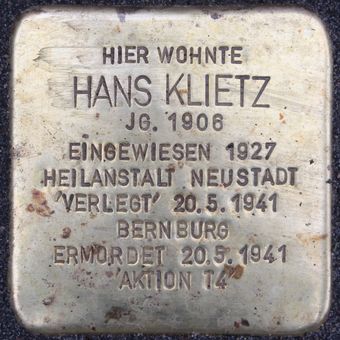 HIER WOHNTE
HANS KLIETZ
JG. 1906
EINGEWIESEN 1927
HEILANSTALT NEUSTADT
'VERLEGT' 20.5.1941
BERNBURG
ERMORDET 20.5.1941
'AKTION T4'